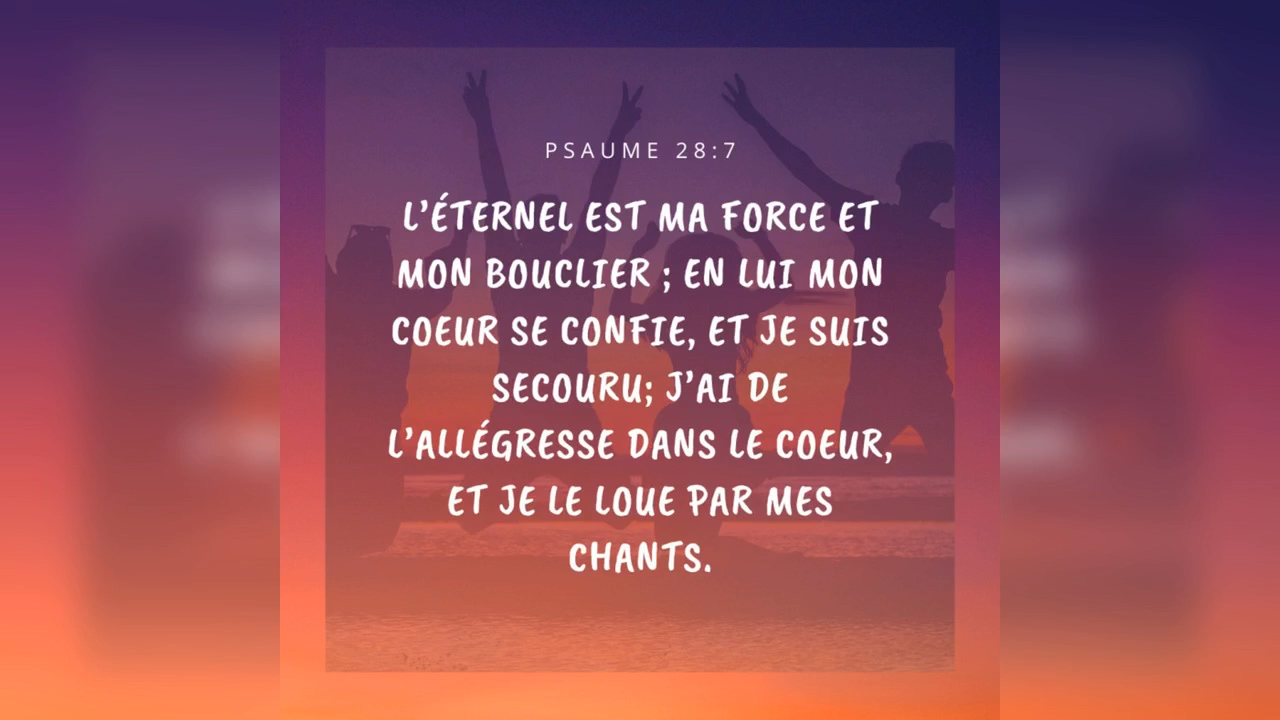 PSAUME 28:7
L'ÉTERNEL EST MA FORCE ET
MON BOUCLIER ; EN LUI MON
COEUR SE CONFIE, ET JE SUIS
SECOURU; J'AI DE
L'ALLÉGRESSE DANS LE COEUR,
ET JE LE LOUE PAR MES
CHANTS.